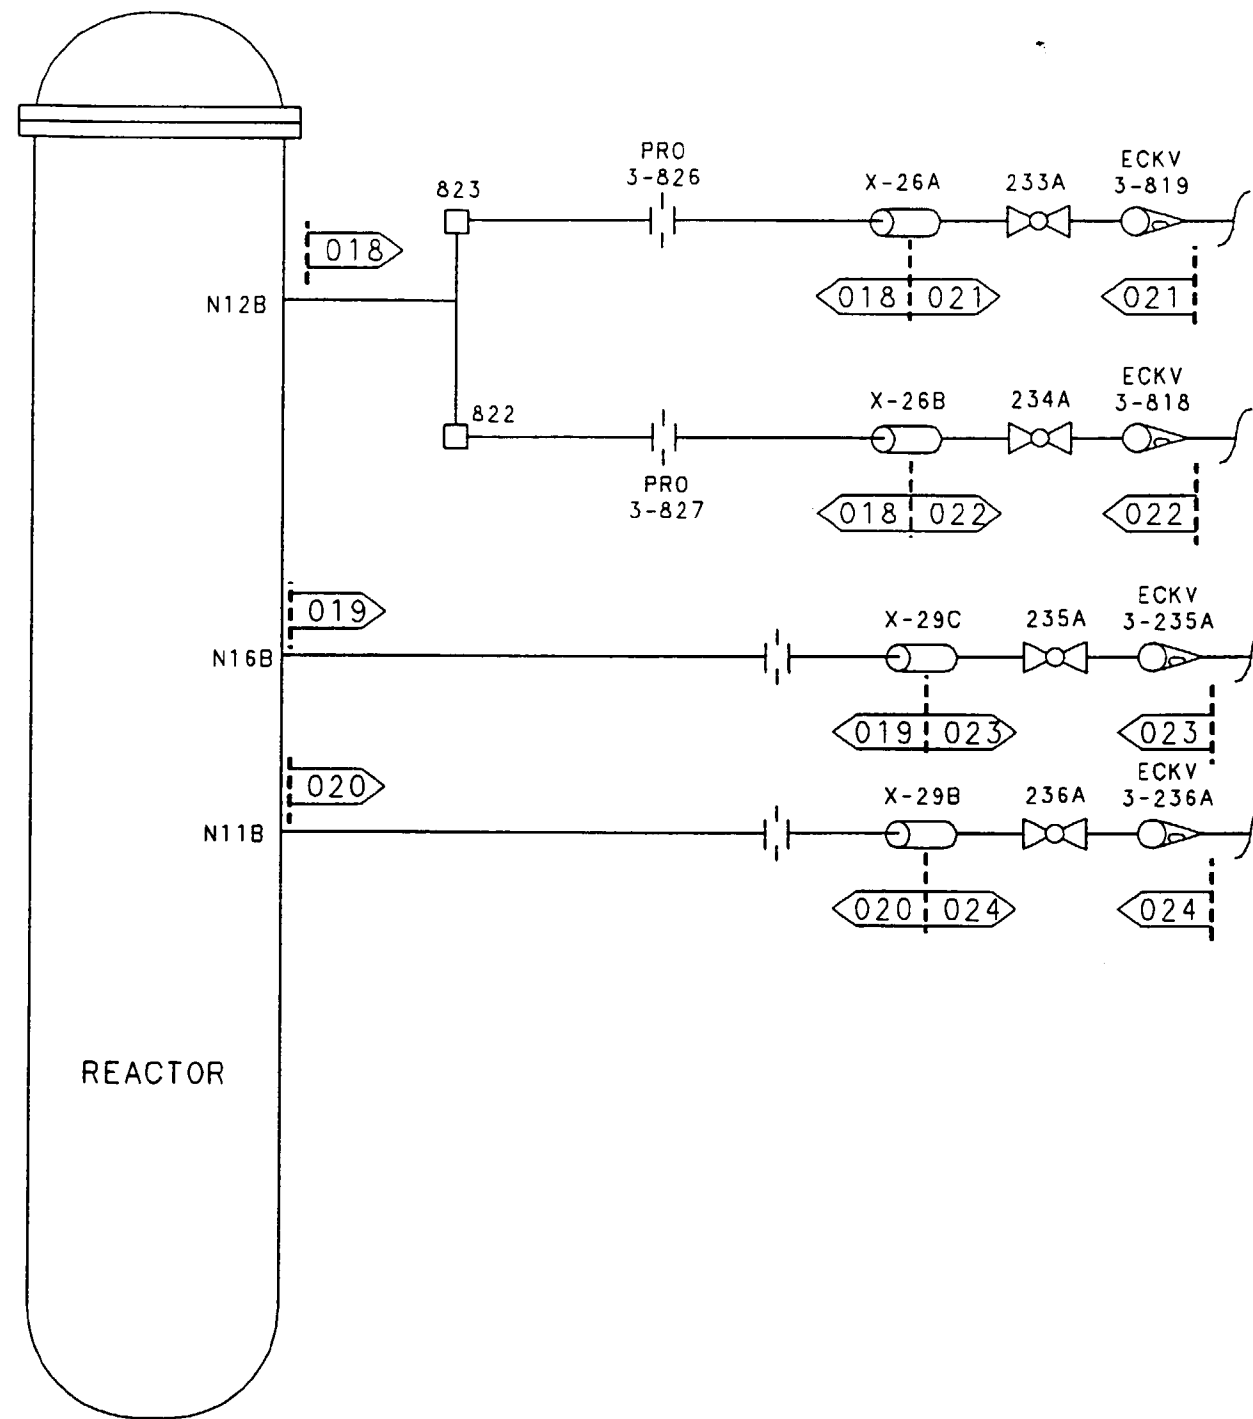 PRO
3-826
823
X-26A
233A
ECKV
3-819
018
N12B
018
021
021
822
PRO
3-827
X-26B
234A
ECKV
3-818
018
022
022
019
N16B
X-29C
235A
ECKV
3-235A
019
023
023
020
N11B
X-29B
236A
ECKV
3-236A
020
024
024
REACTOR